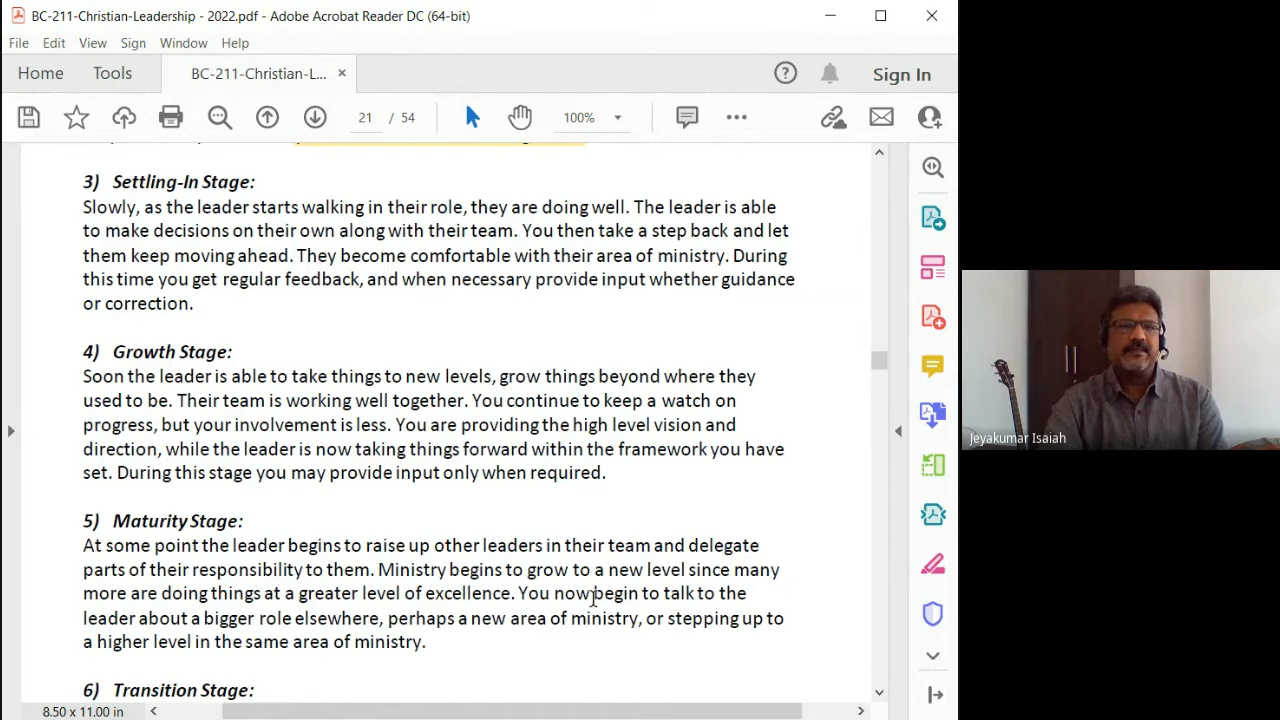 BC-211-Christian-Leadership - 2022.pdf - Adobe Acrobat Reader DC (64-bit)
File Edit View Sign Window Help
Home Tools BC-211-Christian-L... Sign In
21 / 54 100%
3) Settling-In Stage:
Slowly, as the leader starts walking in their role, they are doing well. The leader is able
to make decisions on their own along with their team. You then take a step back and let
them keep moving ahead. They become comfortable with their area of ministry. During
this time you get regular feedback, and when necessary provide input whether guidance
or correction.
4) Growth Stage:
Soon the leader is able to take things to new levels, grow things beyond where they
used to be. Their team is working well together. You continue to keep a watch on
progress, but your involvement is less. You are providing the high level vision and
direction, while the leader is now taking things forward within the framework you have
set. During this stage you may provide input only when required.
5) Maturity Stage:
At some point the leader begins to raise up other leaders in their team and delegate
parts of their responsibility to them. Ministry begins to grow to a new level since many
more are doing things at a greater level of excellence. You now begin to talk to the
leader about a bigger role elsewhere, perhaps a new area of ministry, or stepping up to
a higher level in the same area of ministry.
6) Transition Stage:
8.50 x 11.00 in
Jeyakumar Isaiah